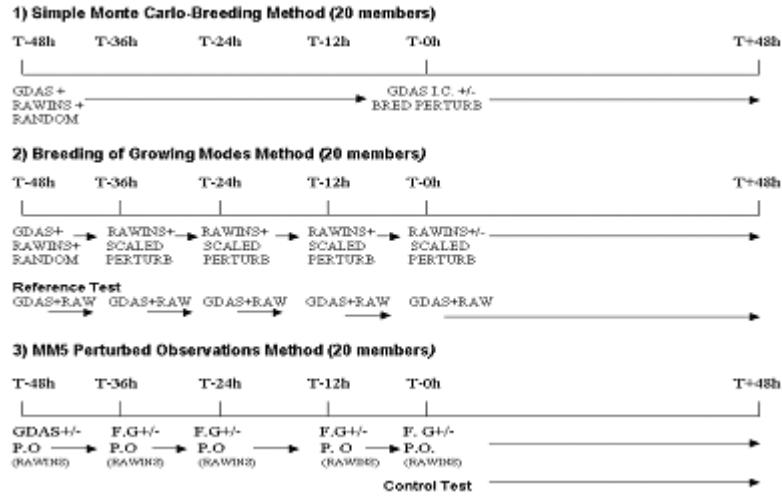 1) Simple Monte Carlo-Breeding Method (20 members)
T-48h T-36h T-24h T-12h T-0h T+48h
GDAS + GDAS I.C. +/-
RAWINS + BRED PERTURB
RANDOM
2) Breeding of Growing Modes Method (20 members)
T-48h T-36h T-24h T-12h T-0h T+48h
GDAS+ RAWINS+ RAWINS+ RAWINS+ RAWINS+/-
RAWINS+ SCALED SCALED SCALED SCALED
RANDOM PERTURB PERTURB PERTURB PERTURB
Reference Test
GDAS+RAW GDAS+RAW GDAS+RAW GDAS+RAW GDAS+RAW
3) MM5 Perturbed Observations Method (20 members)
T-48h T-36h T-24h T-12h T-0h T+48h
GDAS+/- F.G+/- F.G+/- F.G+/- F. G+/-
P.O P.O P.O P. O P.O.
(RAWINS) (RAWINS) (RAWINS) (RAWINS) (RAWINS)
Control Test